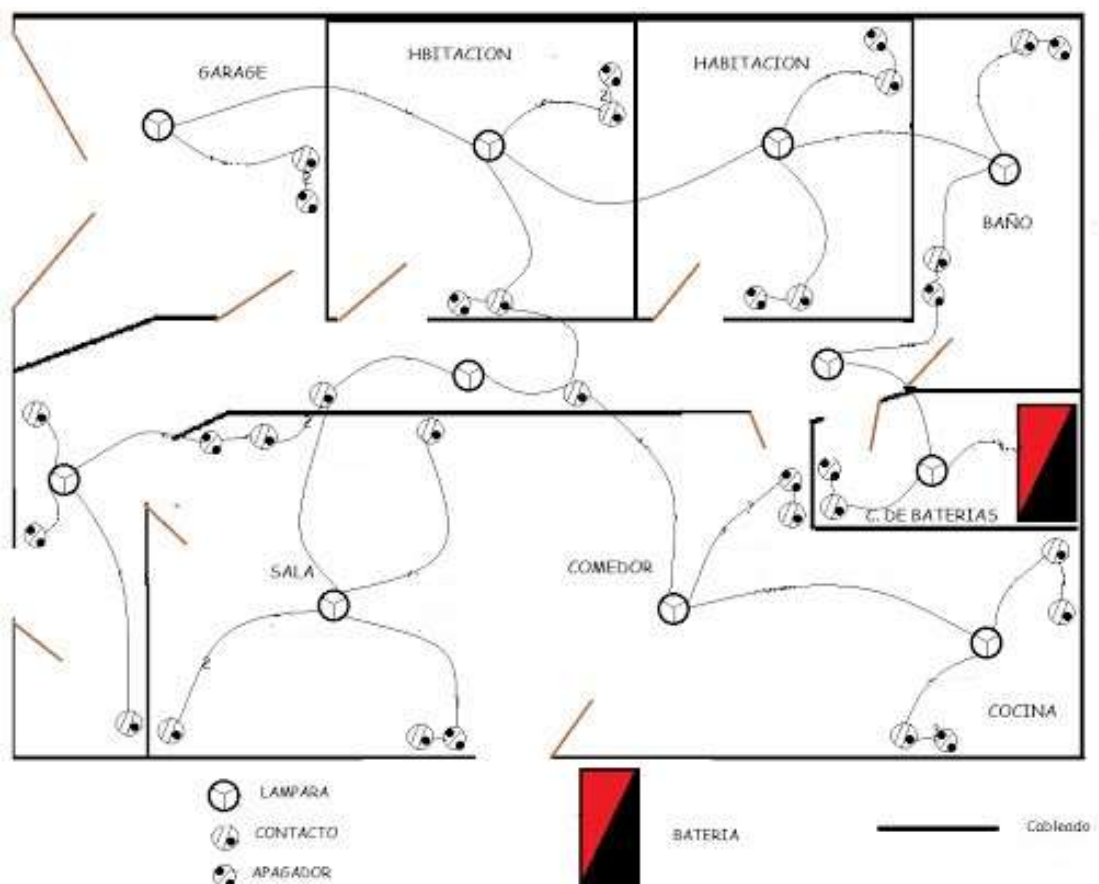 GARAGE
HBITACION
HABITACION
BAÑO
C. DE BATERIAS
SALA
COMEDOR
COCINA
LAMPARA
CONTACTO
APAGADOR
BATERIA
Cableado